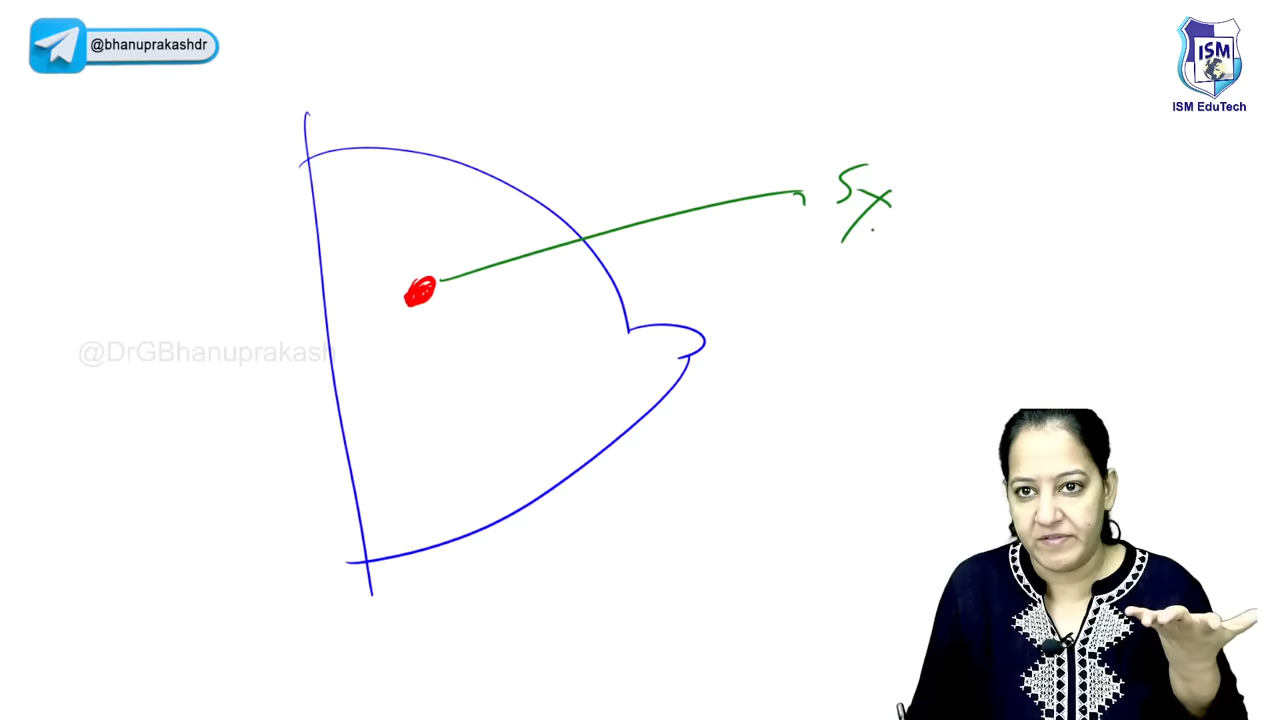 @bhanuprakashdr
ISM
ISM EduTech
Sx
@DrGBhanuprakash